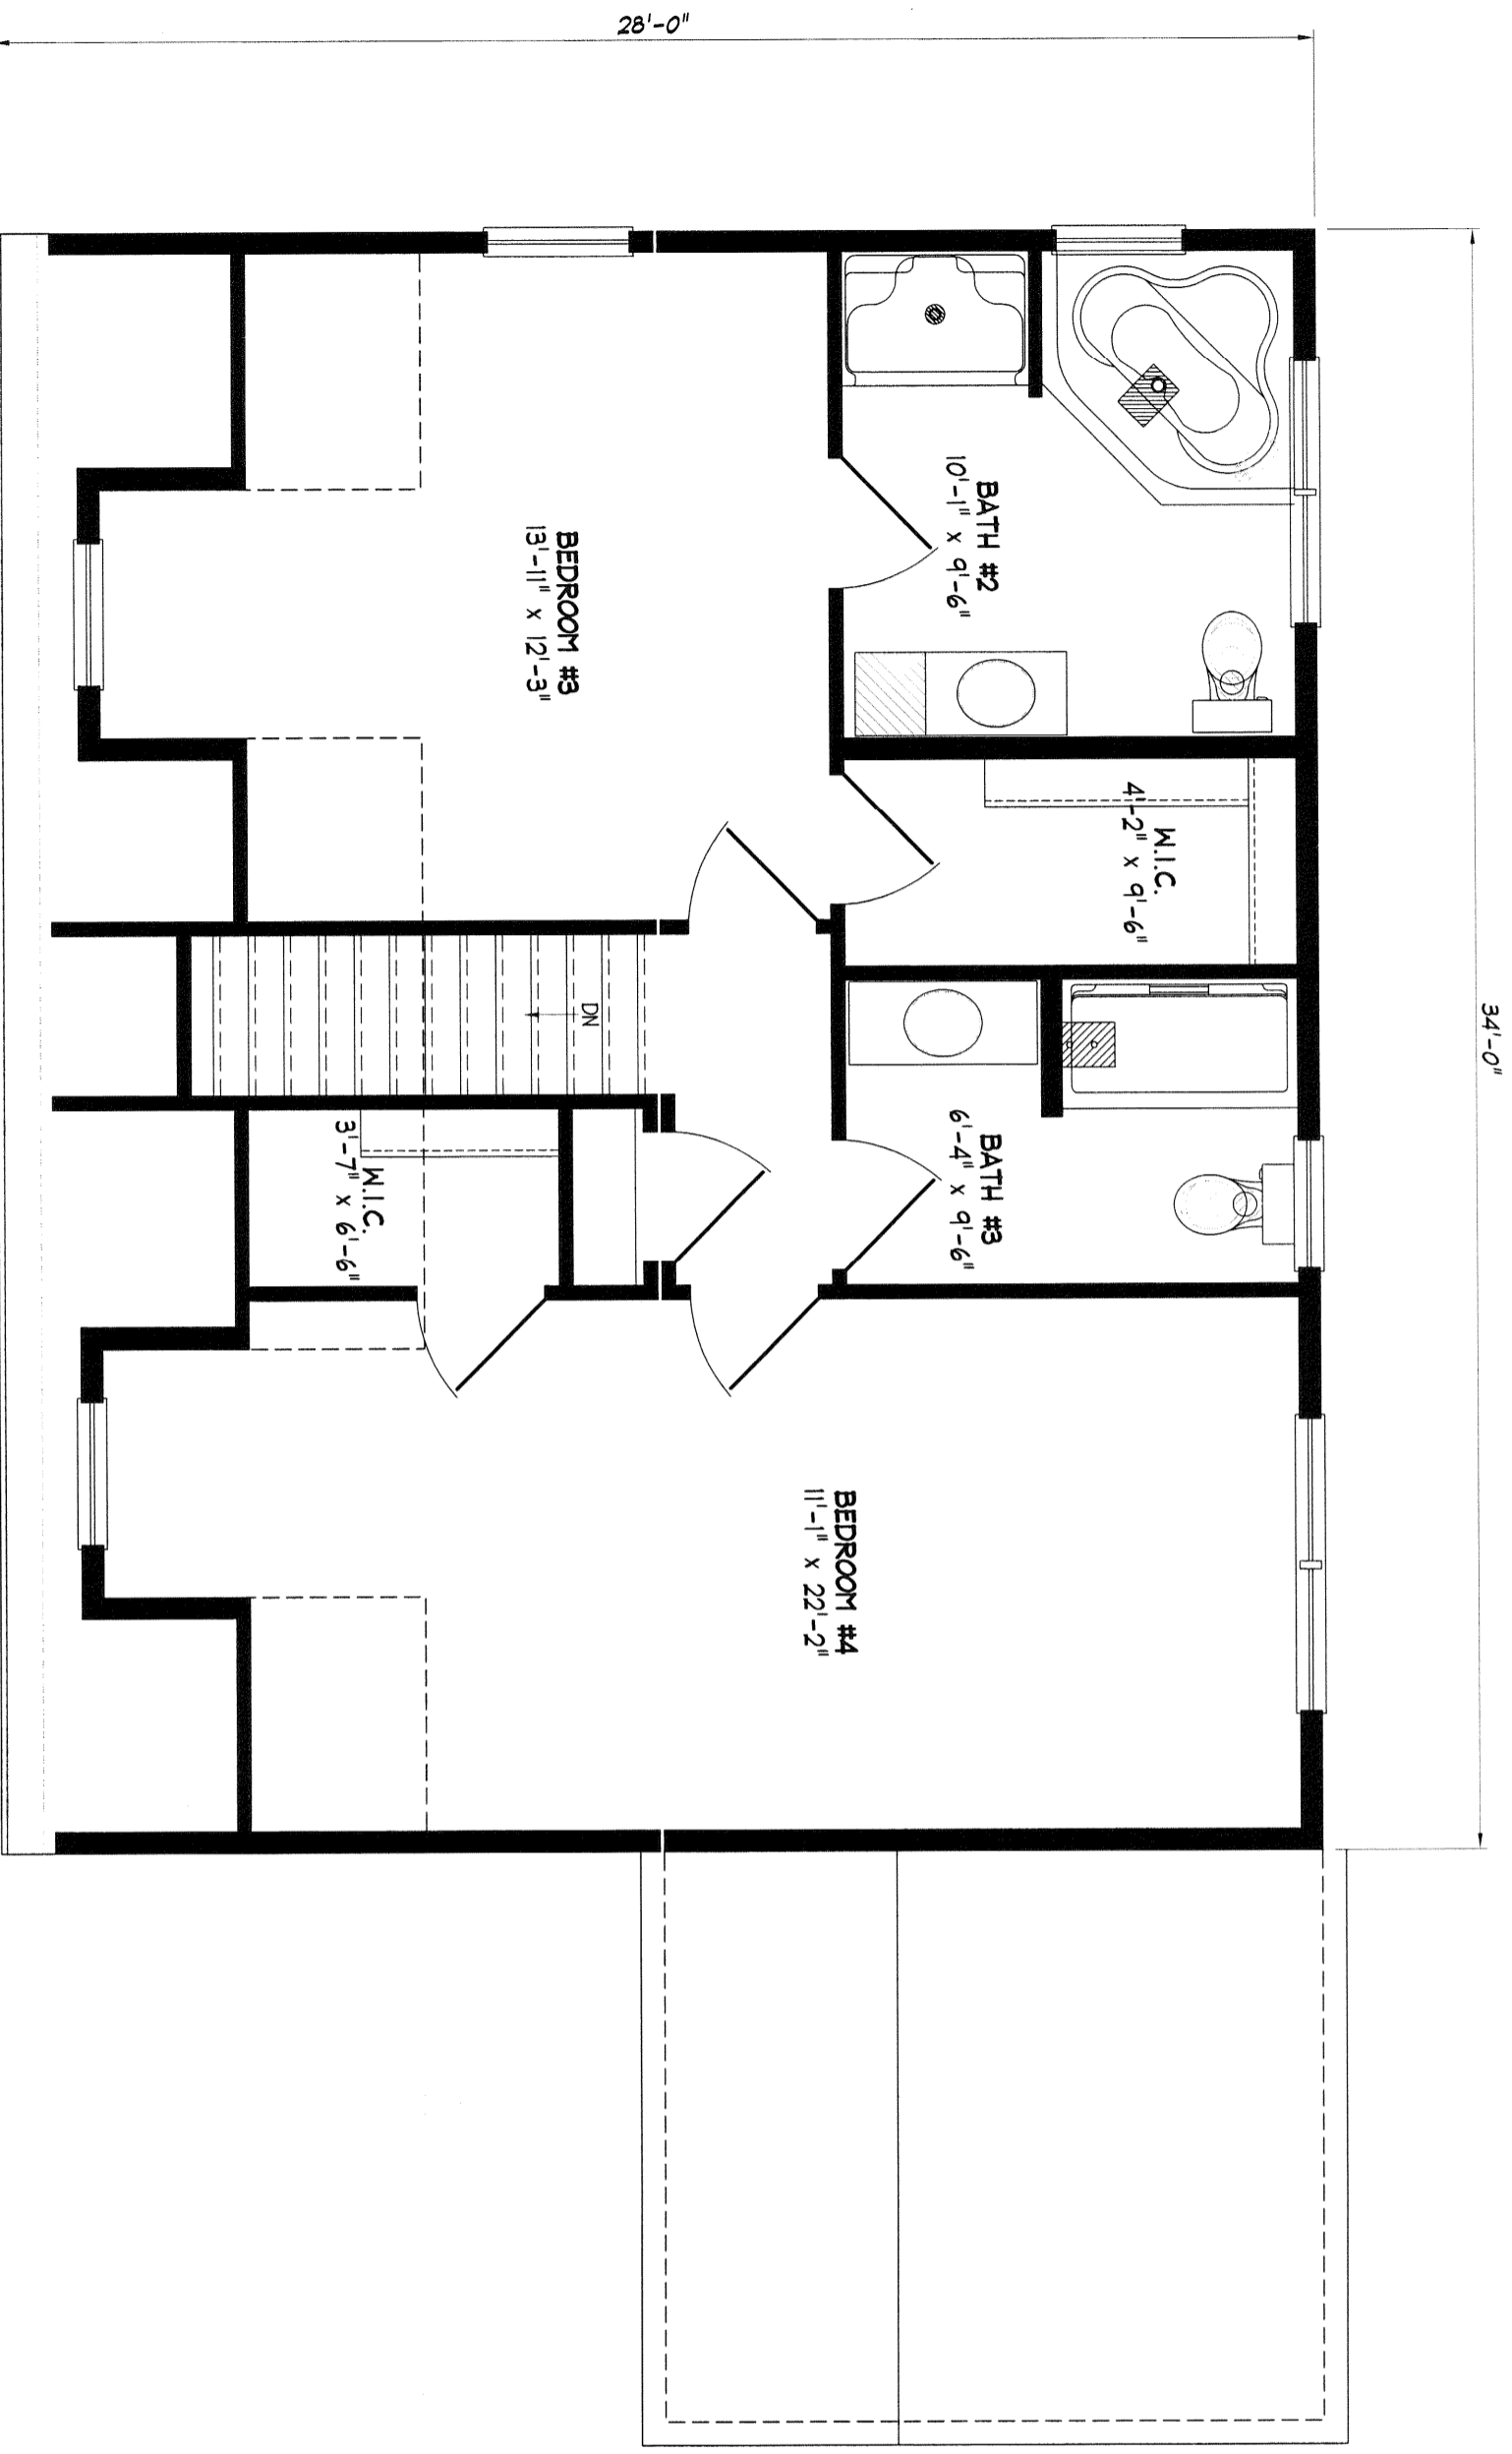 34'-0"
28'-0"
BATH #2
10'-1" x 9'-6"
W.I.C.
4'-2" x 9'-6"
BATH #3
6'-4" x 9'-6"
BEDROOM #4
11'-1" x 22'-2"
BEDROOM #3
13'-11" x 12'-3"
DN
W.I.C.
3'-7" x 6'-6"